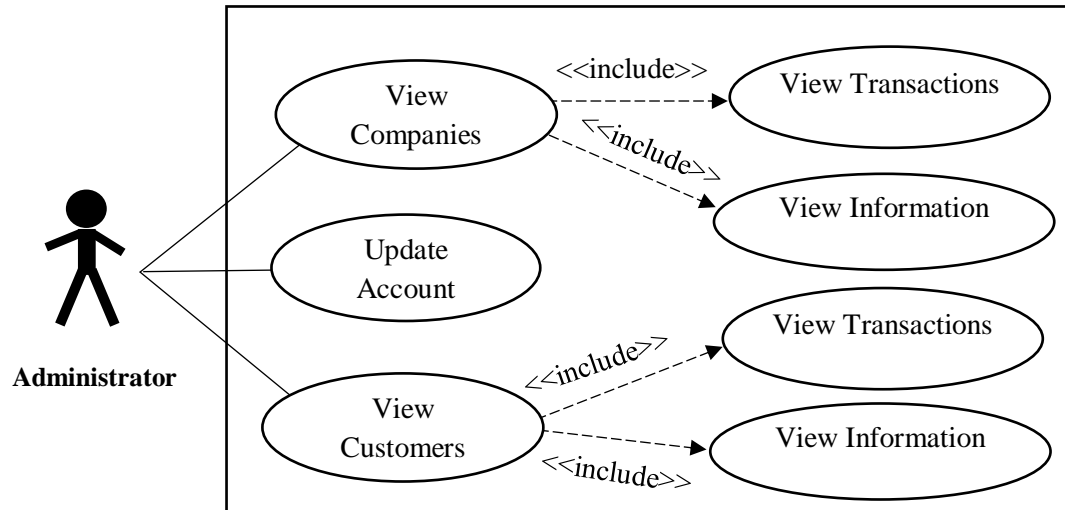 <<include>>
View Transactions
View
Companies
<<include>>
View Information
Update
Account
View Transactions
<<include>>
Administrator
View
Customers
View Information
<<include>>